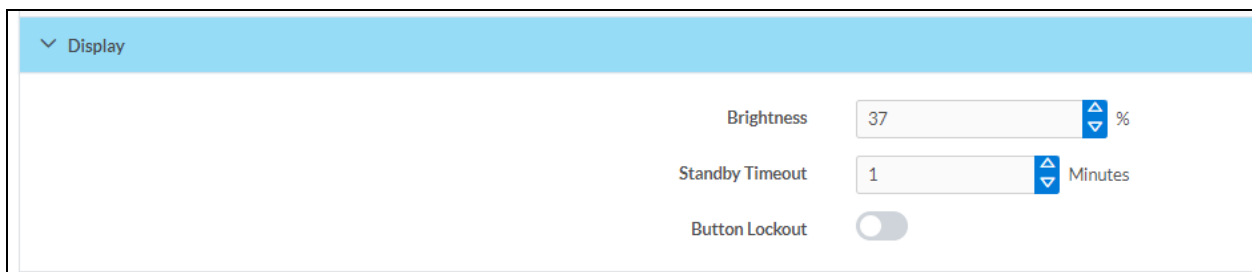 Display
Brightness 37 %
Standby Timeout 1 Minutes
Button Lockout